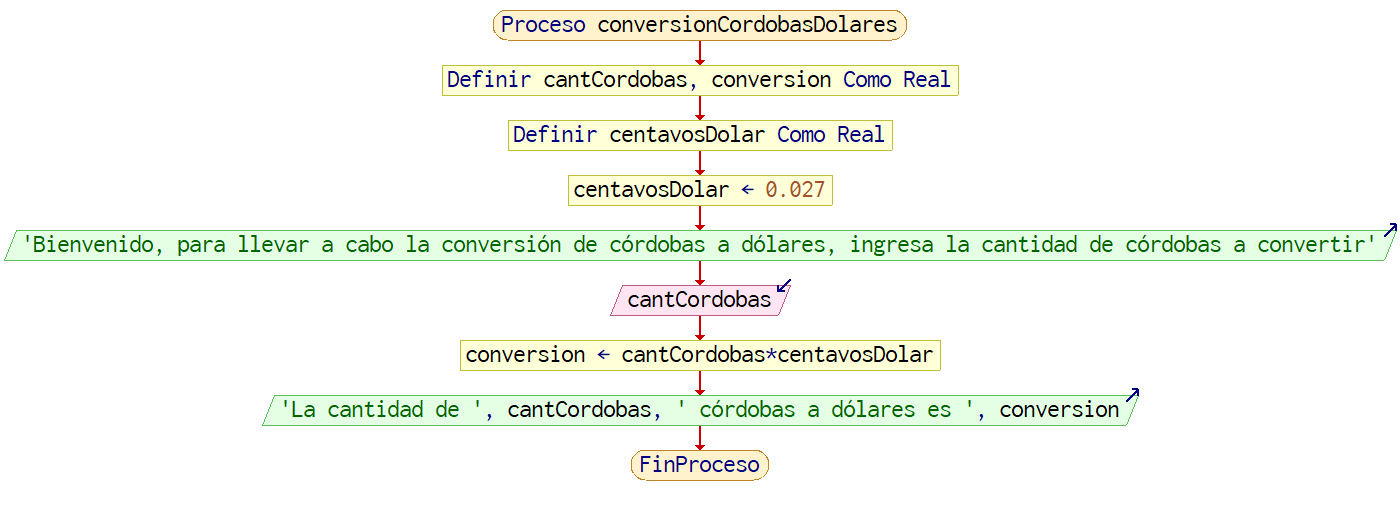 Proceso conversionCordobasDolares
Definir cantCordobas, conversion Como Real
Definir centavosDolar Como Real
centavosDolar ← 0.027
'Bienvenido, para llevar a cabo la conversión de córdobas a dólares, ingresa la cantidad de córdobas a convertir'
cantCordobas
conversion ← cantCordobas*centavosDolar
'La cantidad de ', cantCordobas, ' córdobas a dólares es ', conversion
FinProceso